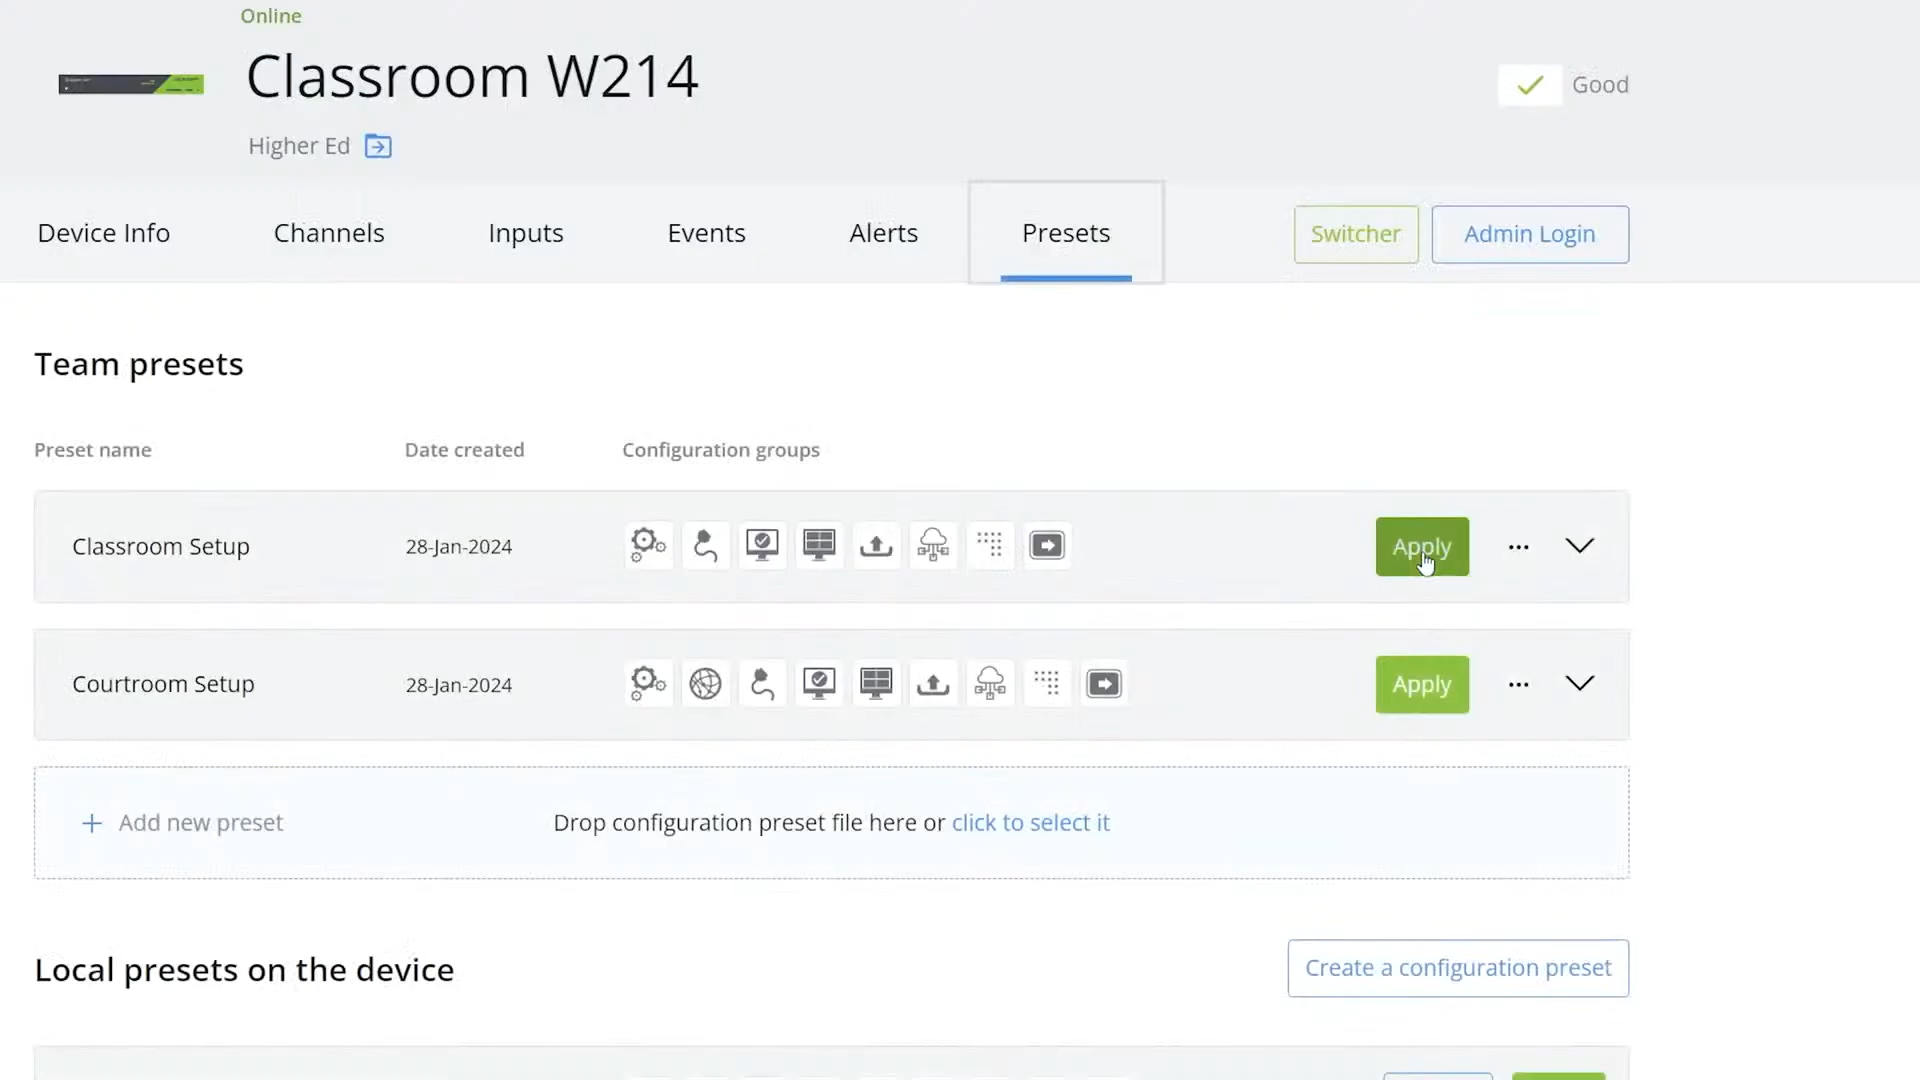 Online
Classroom W214
Good
Higher Ed
Device Info Channels Inputs Events Alerts Presets Switcher Admin Login
Team presets
Preset name Date created Configuration groups
Classroom Setup 28-Jan-2024 Apply
Courtroom Setup 28-Jan-2024 Apply
+ Add new preset Drop configuration preset file here or click to select it
Local presets on the device Create a configuration preset